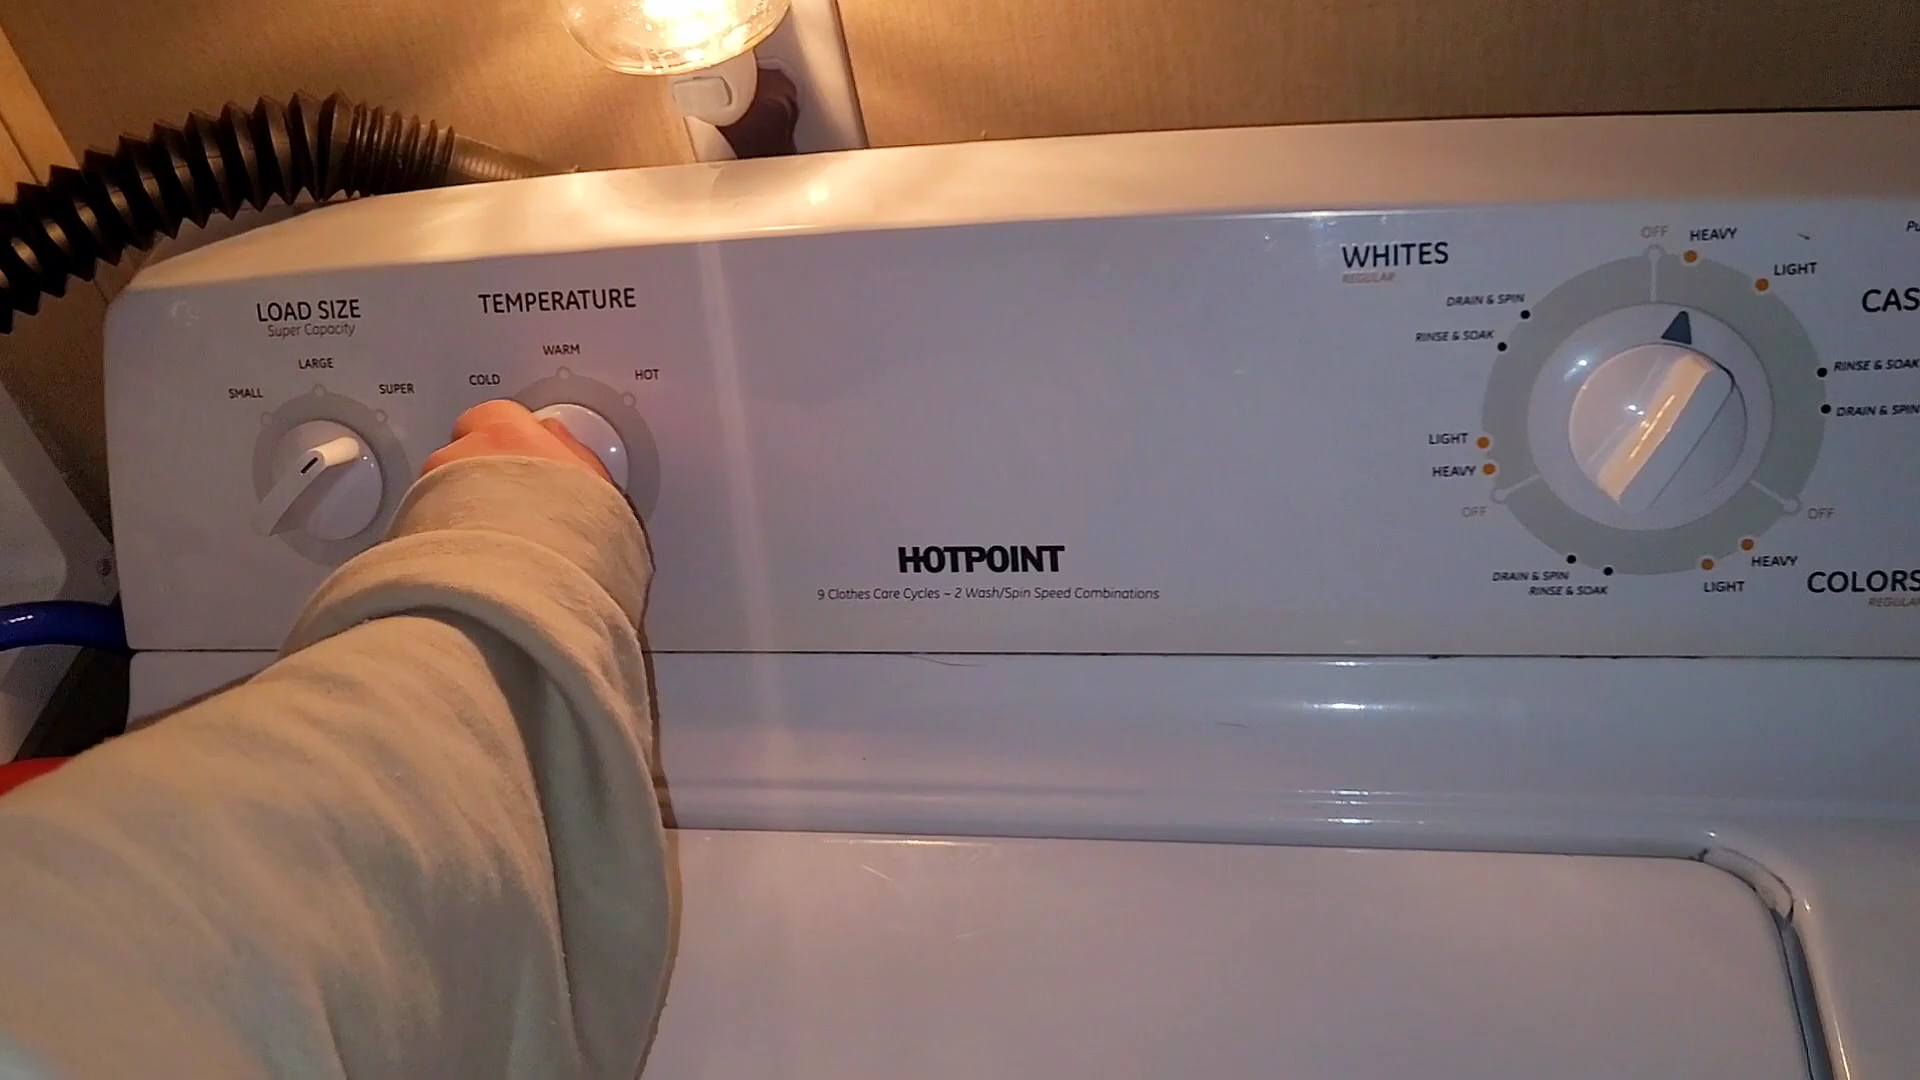 LOAD SIZE
Super Capacity
SMALL
LARGE
SUPER
TEMPERATURE
COLD
WARM
HOT
HOTPOINT
9 Clothes Care Cycles ~ 2 Wash/Spin Speed Combinations
WHITES
REGULAR
DRAIN & SPIN
RINSE & SOAK
LIGHT
HEAVY
OFF
DRAIN & SPIN
RINSE & SOAK
OFF
HEAVY
LIGHT
CAS
RINSE & SOAK
DRAIN & SPIN
OFF
HEAVY
LIGHT
COLORS